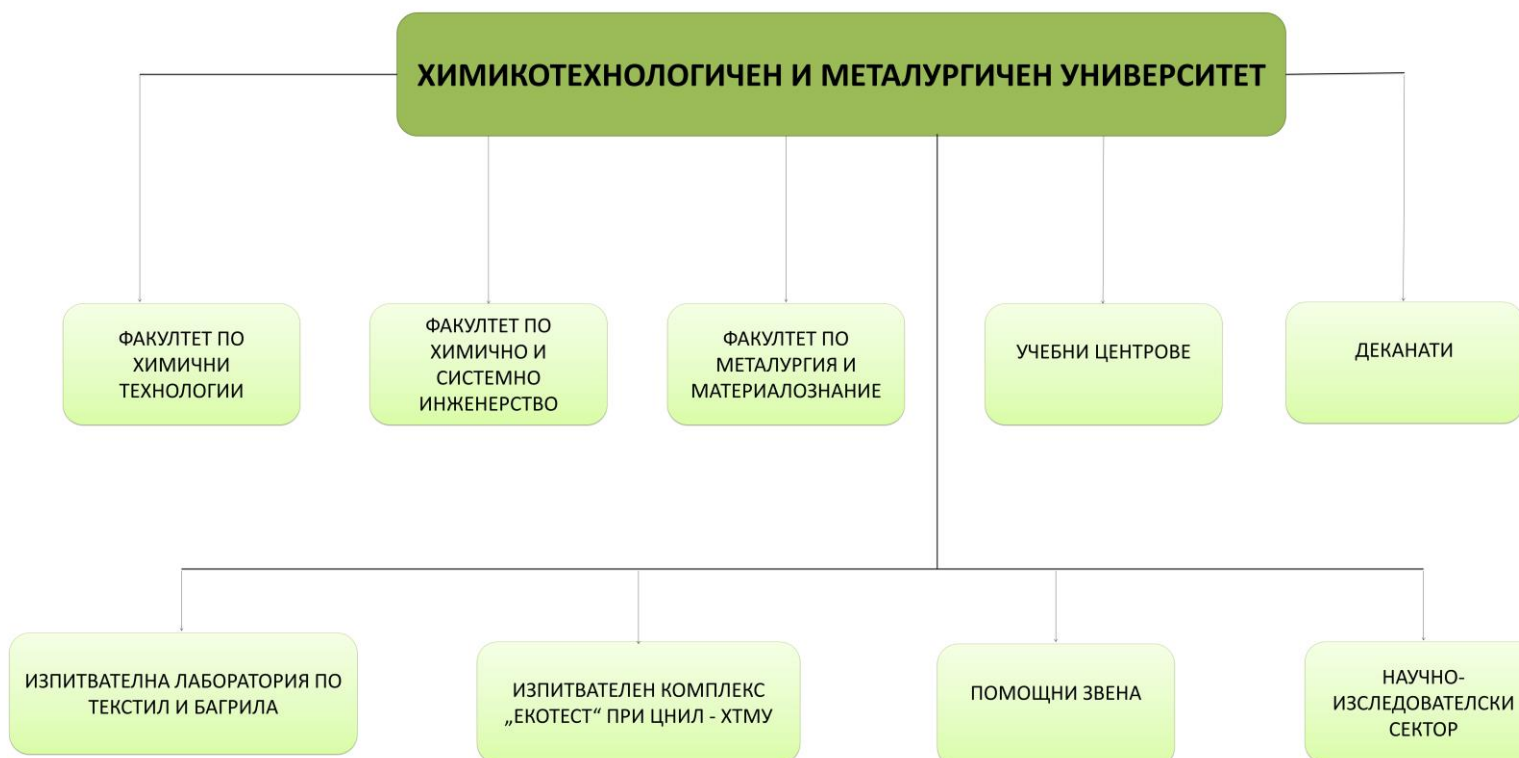 ХИМИКОТЕХНОЛОГИЧЕН И МЕТАЛУРГИЧЕН УНИВЕРСИТЕТ
ФАКУЛТЕТ ПО
ХИМИЧНИ
ТЕХНОЛОГИИ
ФАКУЛТЕТ ПО
ХИМИЧНО И
СИСТЕМНО
ИНЖЕНЕРСТВО
ФАКУЛТЕТ ПО
МЕТАЛУРГИЯ И
МАТЕРИАЛОЗНАНИЕ
УЧЕБНИ ЦЕНТРОВЕ
ДЕКАНАТИ
ИЗПИТВАТЕЛНА ЛАБОРАТОРИЯ ПО
ТЕКСТИЛ И БАГРИЛА
ИЗПИТВАТЕЛЕН КОМПЛЕКС
„ЕКОТЕСТ“ ПРИ ЦНИЛ - ХТМУ
ПОМОЩНИ ЗВЕНА
НАУЧНО-
ИЗСЛЕДОВАТЕЛСКИ
СЕКТОР